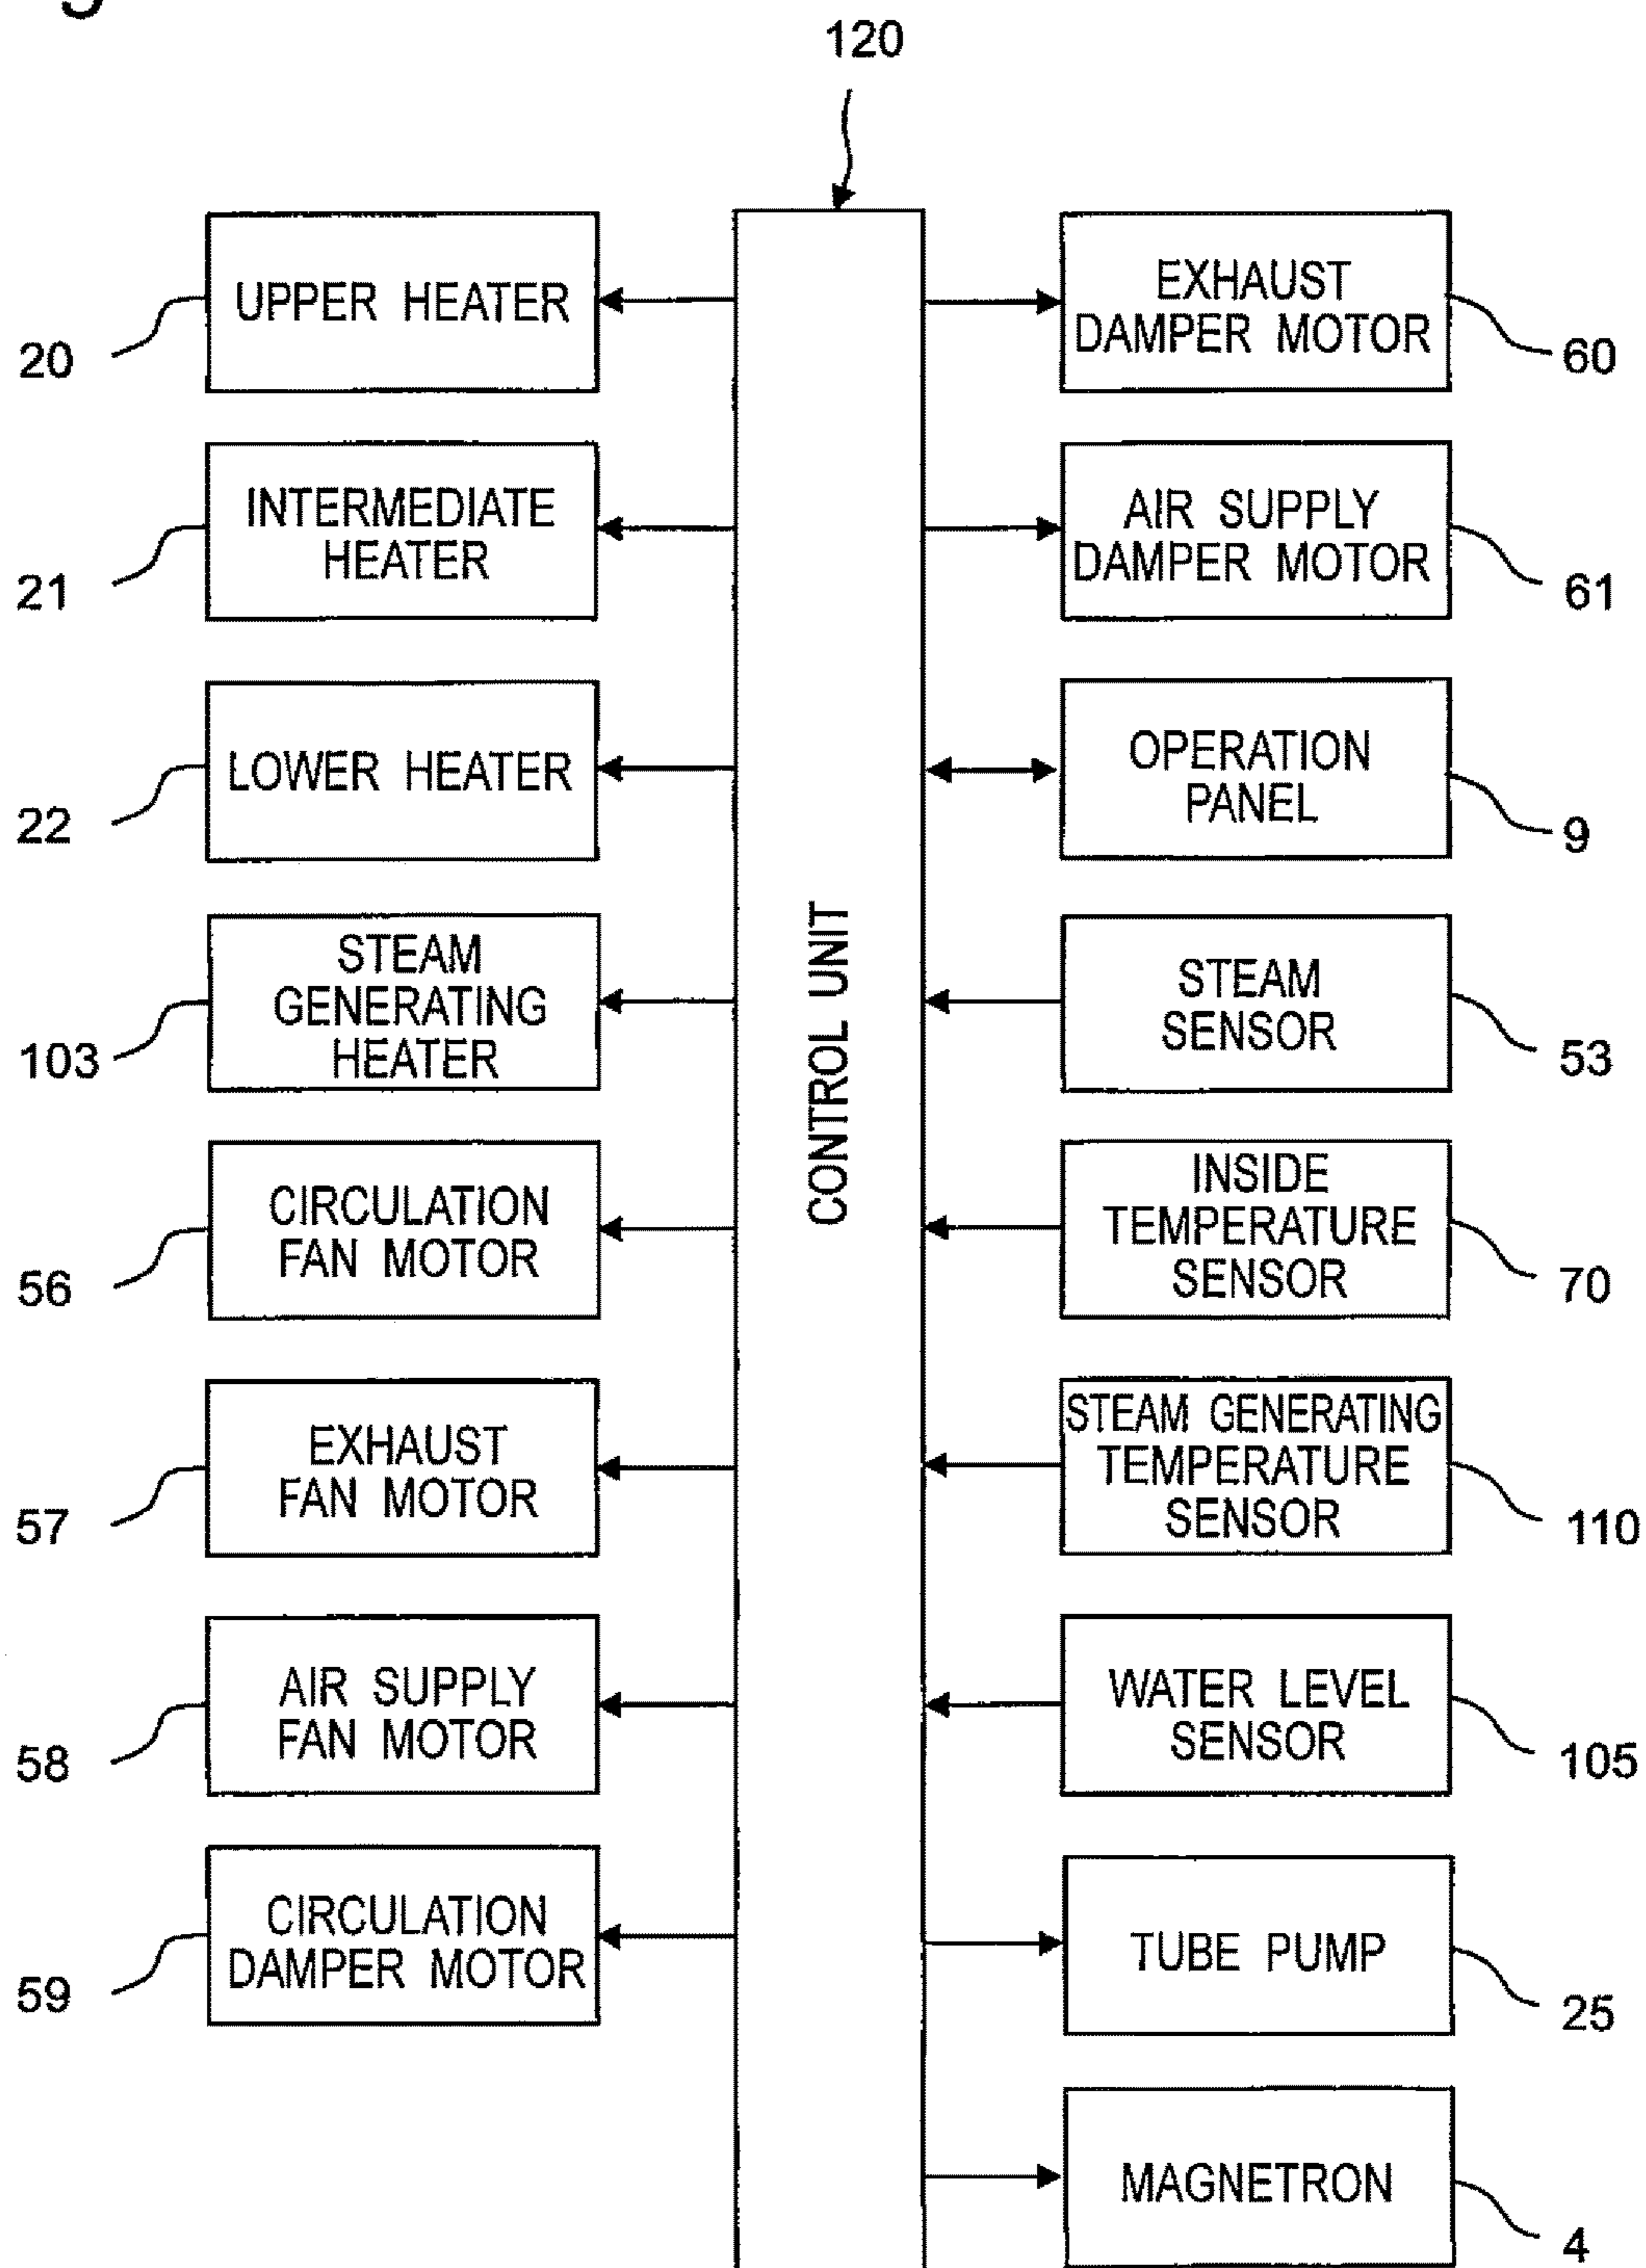 120
UPPER HEATER
20
INTERMEDIATE
HEATER
21
LOWER HEATER
22
STEAM
GENERATING
HEATER
103
CIRCULATION
FAN MOTOR
56
EXHAUST
FAN MOTOR
57
AIR SUPPLY
FAN MOTOR
58
CIRCULATION
DAMPER MOTOR
59
CONTROL UNIT
EXHAUST
DAMPER MOTOR
60
AIR SUPPLY
DAMPER MOTOR
61
OPERATION
PANEL
9
STEAM
SENSOR
53
INSIDE
TEMPERATURE
SENSOR
70
STEAM GENERATING
TEMPERATURE
SENSOR
110
WATER LEVEL
SENSOR
105
TUBE PUMP
25
MAGNETRON
4